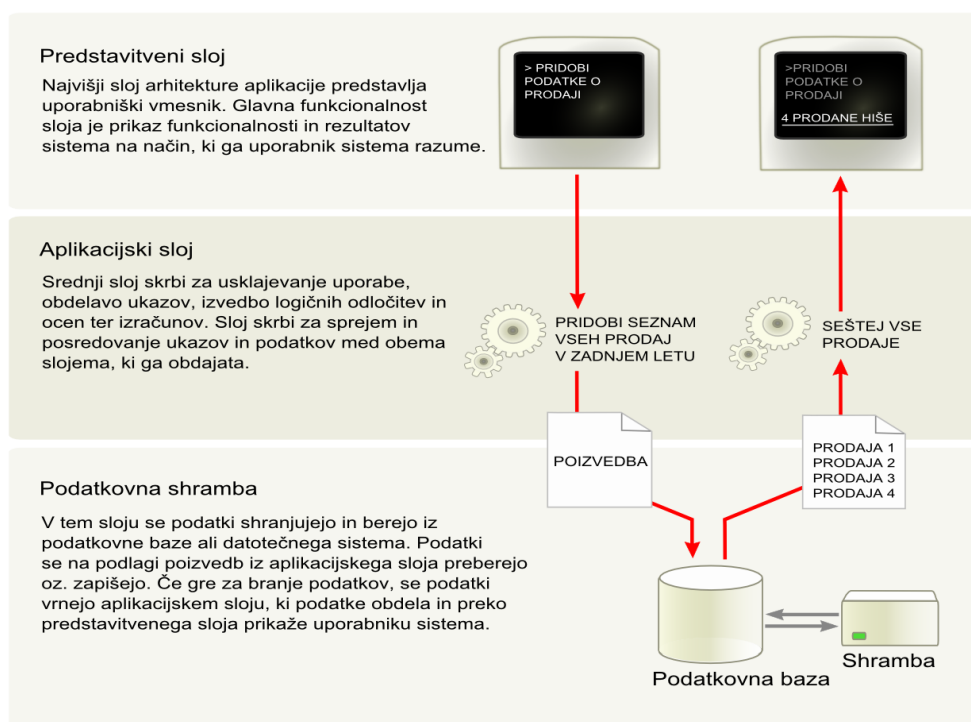 Predstavitveni sloj
Najvišji sloj arhitekture aplikacije predstavlja
uporabniški vmesnik. Glavna funkcionalnost
sloja je prikaz funkcionalnosti in rezultatov
sistema na način, ki ga uporabnik sistema razume.
> PRIDOBI
PODATKE O
PRODAJI
>PRIDOBI
PODATKE O
PRODAJI
4 PRODANE HIŠE
Aplikacijski sloj
Srednji sloj skrbi za usklajevanje uporabe,
obdelavo ukazov, izvedbo logičnih odločitev in
ocen ter izračunov. Sloj skrbi za sprejem in
posredovanje ukazov in podatkov med obema
slojema, ki ga obdajata.
PRIDOBI SEZNAM
VSEH PRODAJ
V ZADNJEM LETU
SEŠTEJ VSE
PRODAJE
POIZVEDBA
PRODAJA 1
PRODAJA 2
PRODAJA 3
PRODAJA 4
Podatkovna shramba
V tem sloju se podatki shranjujejo in berejo iz
podatkovne baze ali datotečnega sistema. Podatki
se na podlagi poizvedb iz aplikacijskega sloja preberejo
oz. zapišejo. Če gre za branje podatkov, se podatki
vrnejo aplikacijskem sloju, ki podatke obdela in preko
predstavitvenega sloja prikaže uporabniku sistema.
Podatkovna baza
Shramba